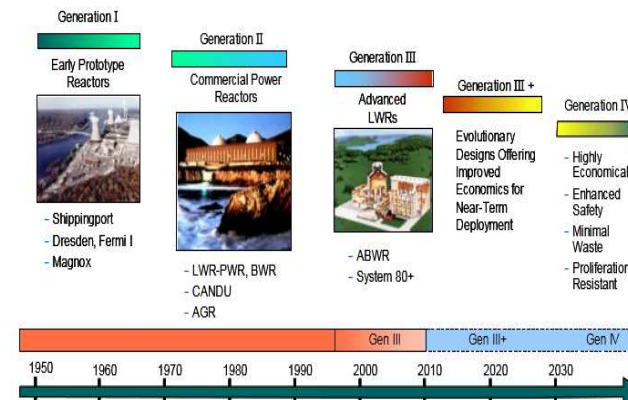 Generation I
Early Prototype
Reactors
- Shippingport
- Dresden, Fermi I
- Magnox
Generation II
Commercial Power
Reactors
- LWR-PWR, BWR
- CANDU
- AGR
Generation III
Advanced
LWRs
- ABWR
- System 80+
Generation III +
Evolutionary
Designs Offering
Improved
Economics for
Near-Term
Deployment
Generation IV
- Highly
Economical
- Enhanced
Safety
- Minimal
Waste
- Proliferation
Resistant
Gen III
Gen III+
Gen IV
1950 1960 1970 1980 1990 2000 2010 2020 2030